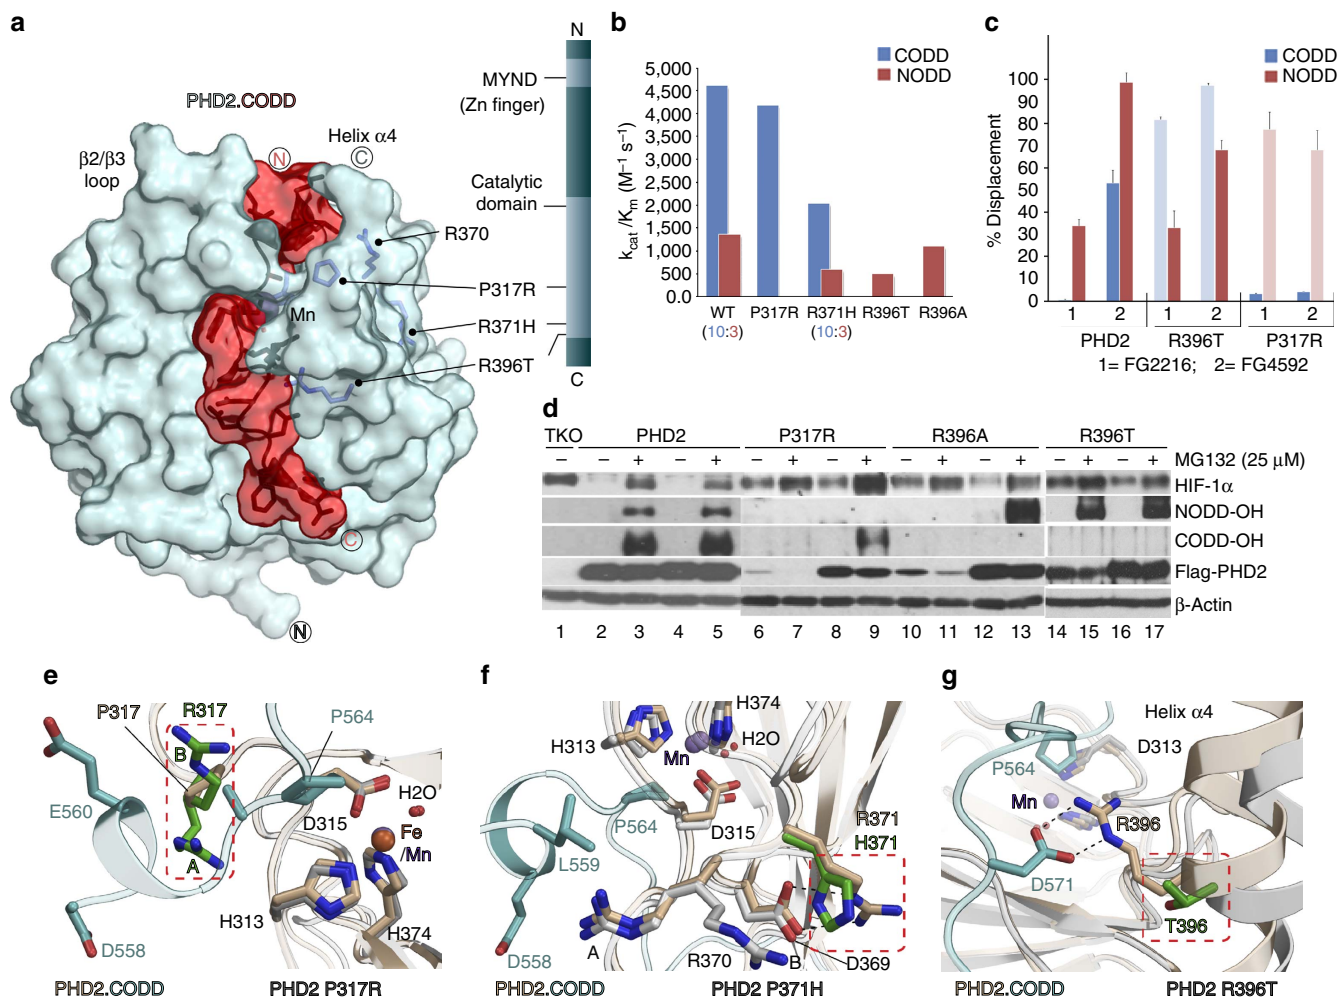 a
PHD2.CODD
β2/β3
loop
N
Helix α4
C
Mn
C
N
R370
P317R
R371H
R396T
N
MYND
(Zn finger)
Catalytic
domain
C
b
CODD
NODD
kcat /Km (M–1 s–1)
5,000
4,500
4,000
3,500
3,000
2,500
2,000
1,500
1,000
500
0.0
WT P317R R371H R396T R396A
(10:3) (10:3)
c
CODD
NODD
% Displacement
100
90
80
70
60
50
40
30
20
10
0
1 2 1 2 1 2
PHD2 R396T P317R
1= FG2216; 2= FG4592
d
TKO PHD2 P317R R396A R396T
– – + – + – + – + – + – + – + – + MG132 (25 μM)
HIF-1α
NODD-OH
CODD-OH
Flag-PHD2
β-Actin
1 2 3 4 5 6 7 8 9 10 11 12 13 14 15 16 17
e
P317
R317
P564
B
E560
A
D315
H2O
Fe
/Mn
H313
H374
D558
PHD2.CODD PHD2 P317R
f
H374
H313
H2O
Mn
P564
D315
R371
H371
L559
A
D558
R370
B
D369
PHD2.CODD PHD2 P371H
g
Helix α4
D313
P564
Mn
R396
D571
T396
PHD2.CODD PHD2 R396T